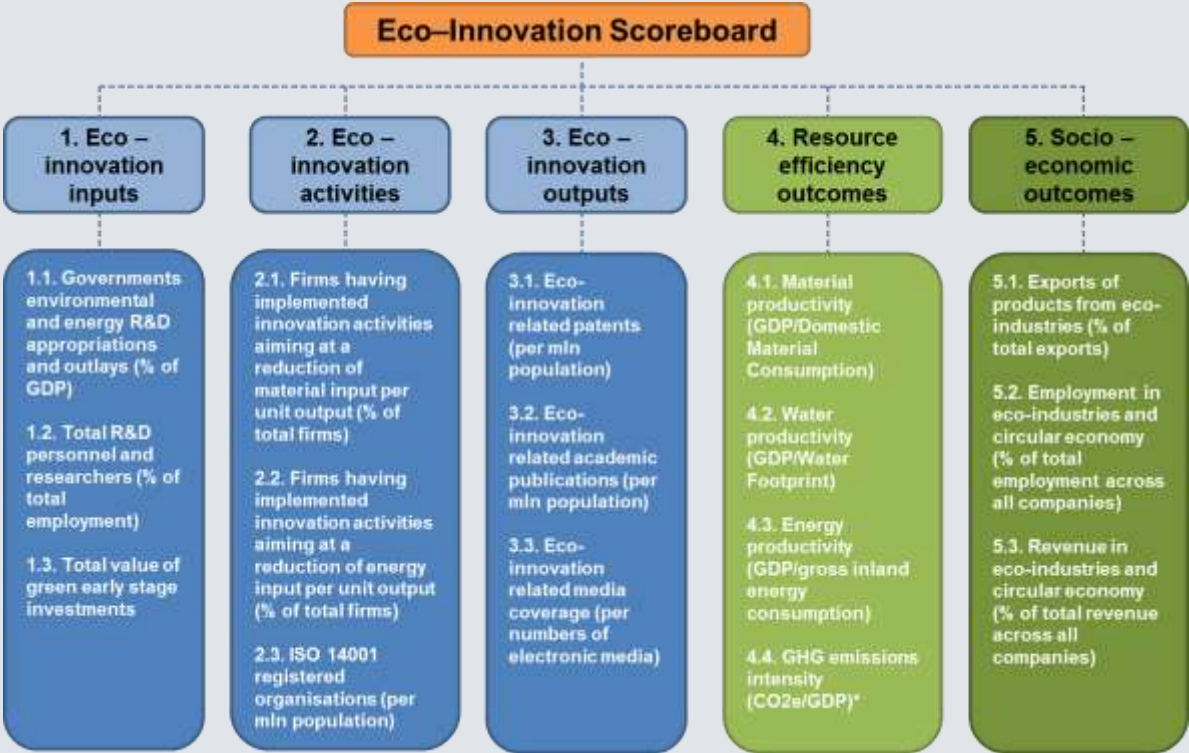 Eco–Innovation Scoreboard
1. Eco –
innovation
inputs
2. Eco –
innovation
activities
3. Eco –
innovation
outputs
4. Resource
efficiency
outcomes
5. Socio –
economic
outcomes
1.1. Governments
environmental
and energy R&D
appropriations
and outlays (% of
GDP)
1.2. Total R&D
personnel and
researchers (% of
total
employment)
1.3. Total value of
green early stage
investments
2.1. Firms having
implemented
innovation activities
aiming at a
reduction of
material input per
unit output (% of
total firms)
2.2. Firms having
implemented
innovation activities
aiming at a
reduction of energy
input per unit output
(% of total firms)
2.3. ISO 14001
registered
organisations (per
mln population)
3.1. Eco-
innovation
related patents
(per mln
population)
3.2. Eco-
innovation
related academic
publications (per
mln population)
3.3. Eco-
innovation
related media
coverage (per
numbers of
electronic media)
4.1. Material
productivity
(GDP/Domestic
Material
Consumption)
4.2. Water
productivity
(GDP/Water
Footprint)
4.3. Energy
productivity
(GDP/gross inland
energy
consumption)
4.4. GHG emissions
intensity
(CO2e/GDP)*
5.1. Exports of
products from eco-
industries (% of
total exports)
5.2. Employment in
eco-industries and
circular economy
(% of total
employment across
all companies)
5.3. Revenue in
eco-industries and
circular economy
(% of total revenue
across all
companies)